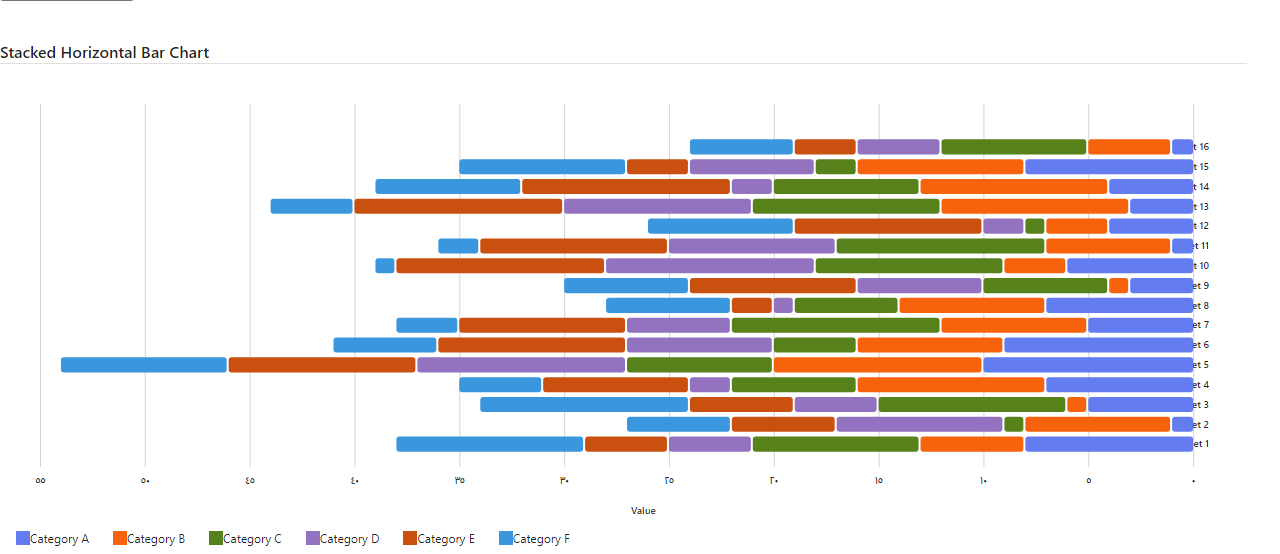 Stacked Horizontal Bar Chart
t 16
t 15
t 14
t 13
t 12
et 11
t 10
et 9
et 8
et 7
et 6
et 5
et 4
et 3
et 2
et 1
٥٥ ٥٠ ٤٥ ٤٠ ٣٥ ٣٠ ٢٥ ٢٠ ١٥ ١٠ ٥ ٠
Value
Category A Category B Category C Category D Category E Category F